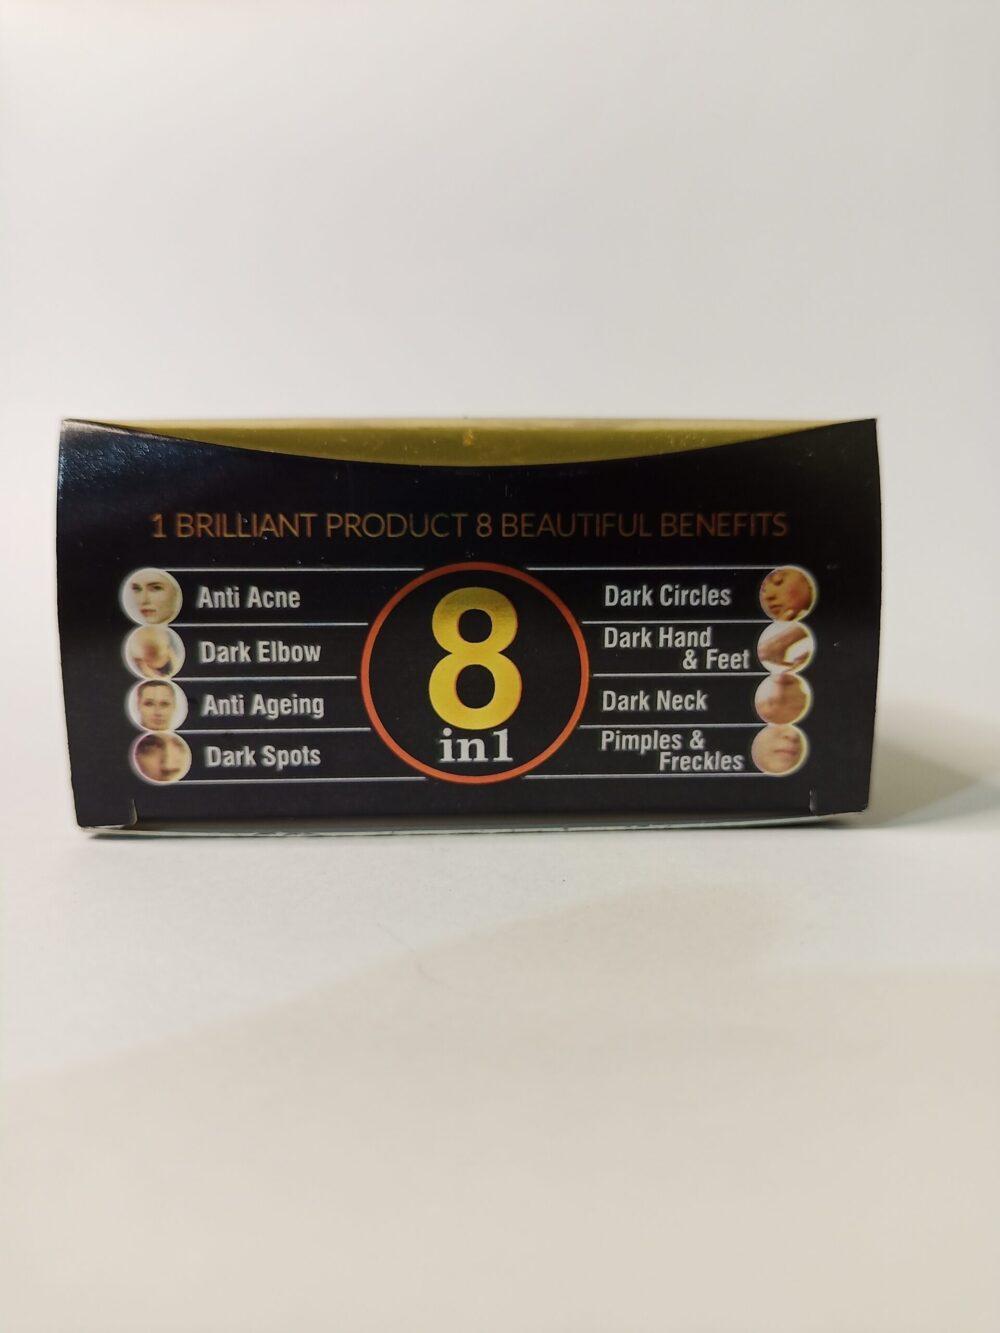 1 BRILLIANT PRODUCT 8 BEAUTIFUL BENEFITS
Anti Acne
Dark Elbow
Anti Ageing
Dark Spots
8
in1
Dark Circles
Dark Hand
& Feet
Dark Neck
Pimples &
Freckles